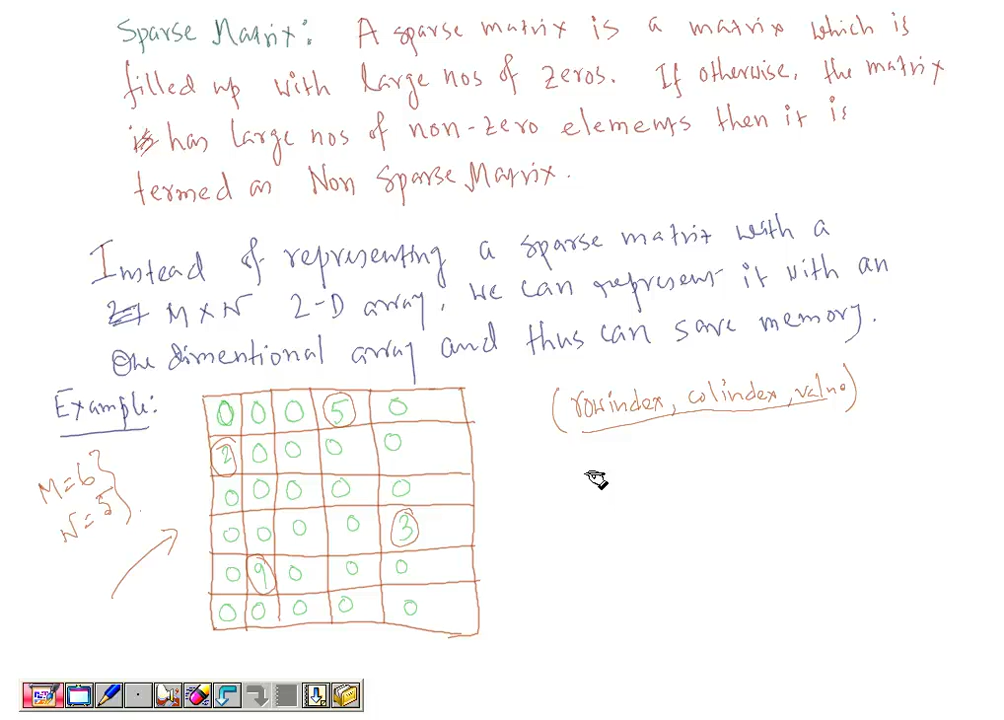 Sparse Matrix: A sparse matrix is a matrix which is
filled up with large nos of zeros. If otherwise, the matrix
is has large nos of non-zero elements then it is
termed as Non Sparse Matrix.
Instead of representing a sparse matrix with a
M×N 2-D array, we can represent it with an
One dimentional array and thus can save memory.
Example:
(rowindex, colindex, value)
0 0 0 5 0
2 0 0 0 0
0 0 0 0 0
0 0 0 0 3
0 9 0 0 0
0 0 0 0 0
M=6
N=5